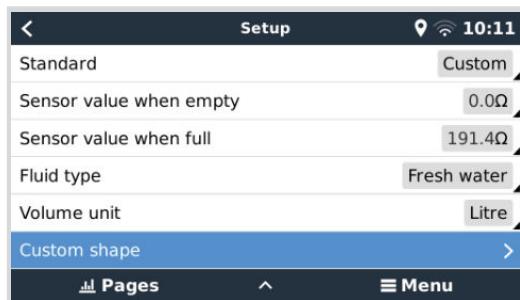 Setup 10:11
Standard Custom
Sensor value when empty 0.0Ω
Sensor value when full 191.4Ω
Fluid type Fresh water
Volume unit Litre
Custom shape
Pages Menu